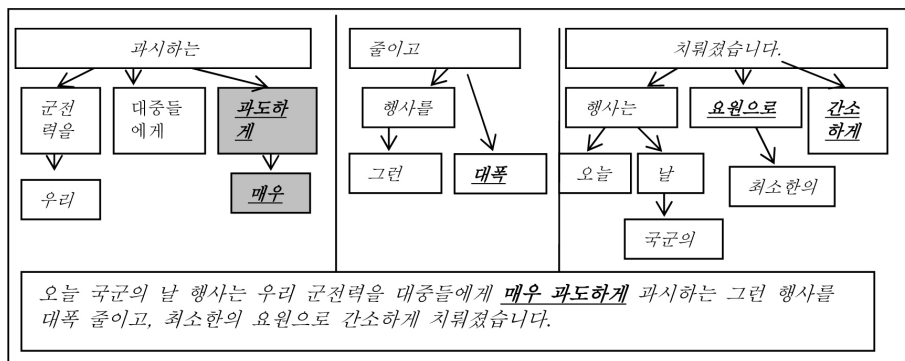 과시하는
줄이고
치뤄졌습니다.
군전
력을
대중들
에게
과도하
게
행사를
행사는
요원으로
간소
하게
우리
매우
그런
대폭
오늘
날
최소한의
국군의
오늘 국군의 날 행사는 우리 군전력을 대중들에게 매우 과도하게 과시하는 그런 행사를
대폭 줄이고, 최소한의 요원으로 간소하게 치뤄졌습니다.